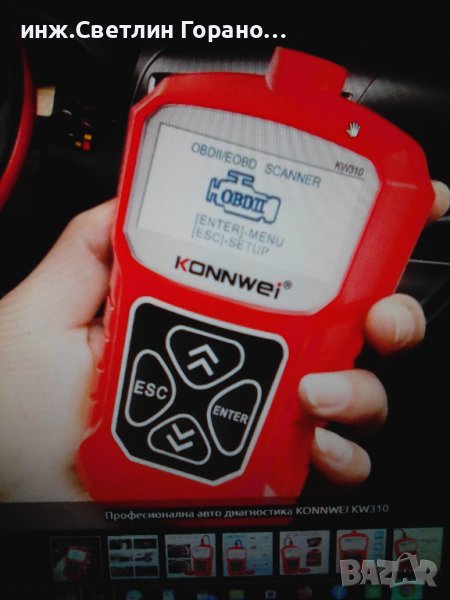 инж.Светлин Горано...
OBDII/EOBD SCANNER
KW310
OBDII
[ENTER]-MENU
[ESC]-SETUP
KONNWEI®
ESC
ENTER
Професионална авто диагностика KONNWEI KW310
BAZAR